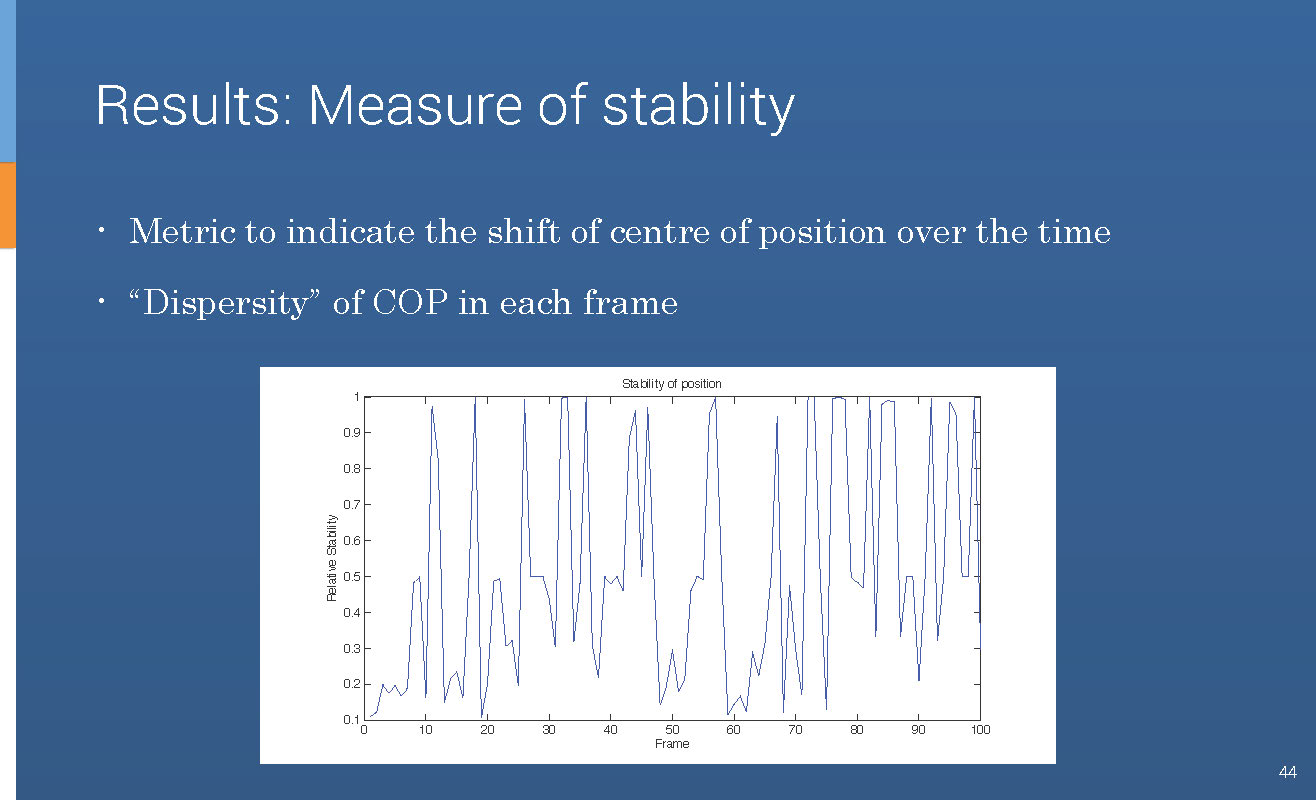 Results: Measure of stability
· Metric to indicate the shift of centre of position over the time
· “Dispersity” of COP in each frame
Stability of position
1
0.9
0.8
0.7
0.6
0.5
0.4
0.3
0.2
0.1
Relative Stability
0 10 20 30 40 50 60 70 80 90 100
Frame
44